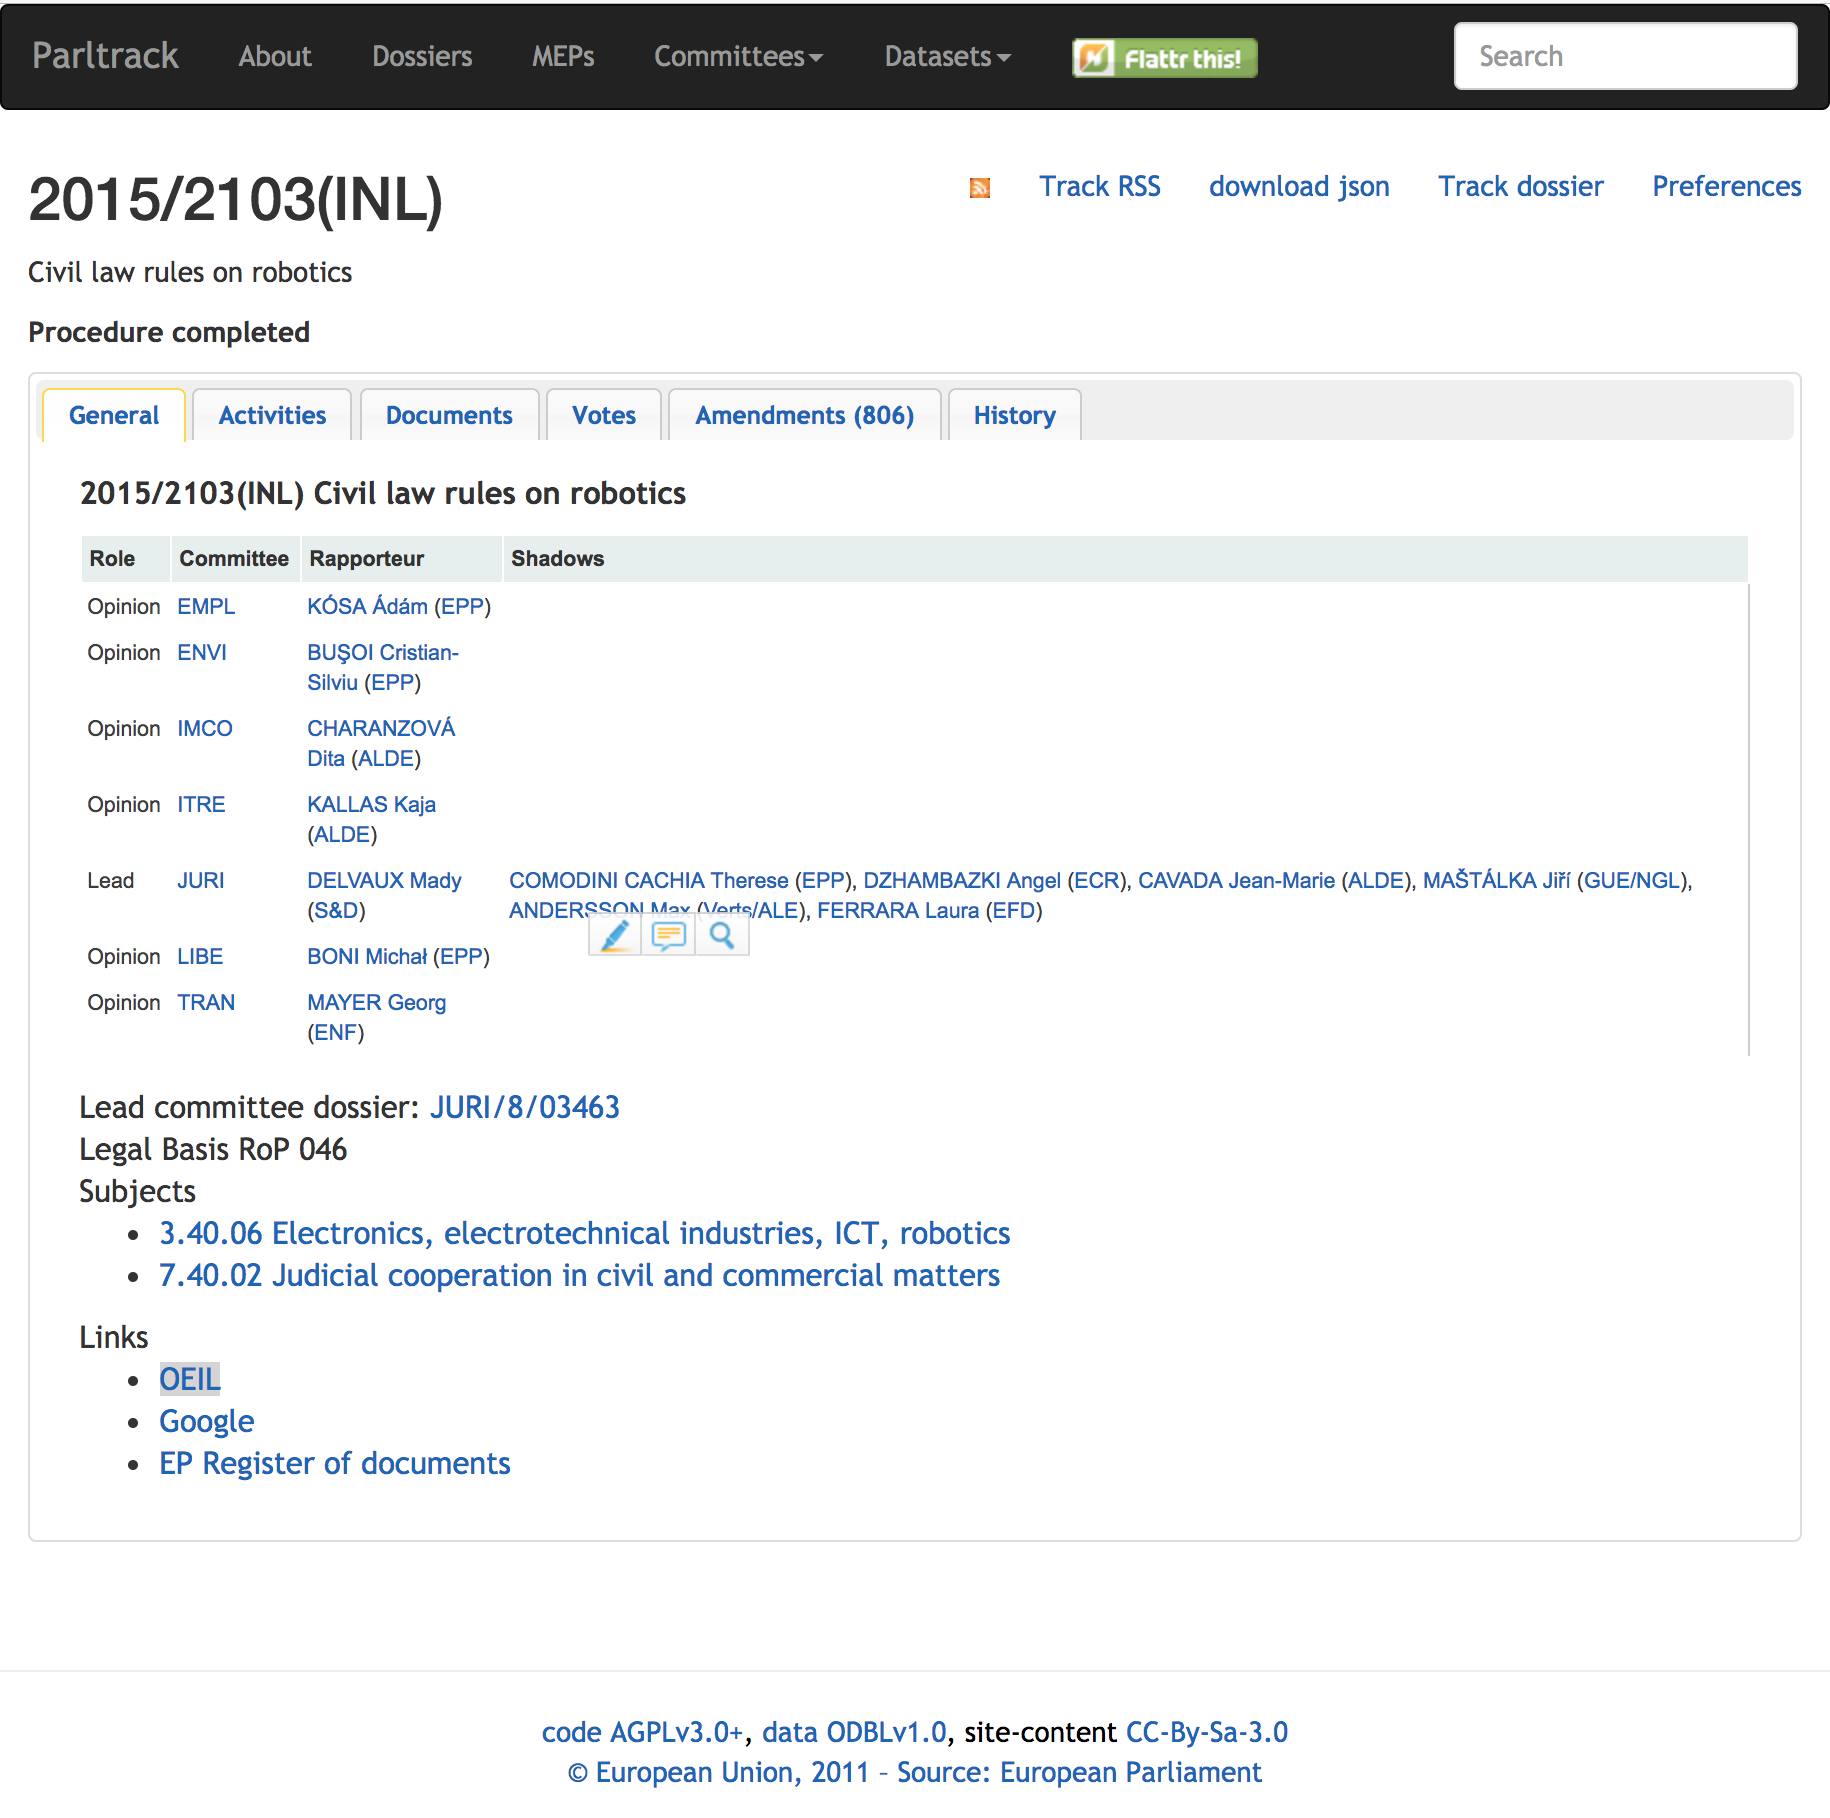 Parltrack About Dossiers MEPs Committees Datasets Flattr this! Search
2015/2103(INL)
Track RSS download json Track dossier Preferences
Civil law rules on robotics
Procedure completed
General Activities Documents Votes Amendments (806) History
2015/2103(INL) Civil law rules on robotics
Role Committee Rapporteur Shadows
Opinion EMPL KÓSA Ádám (EPP)
Opinion ENVI BUŞOI Cristian-
Silviu (EPP)
Opinion IMCO CHARANZOVÁ
Dita (ALDE)
Opinion ITRE KALLAS Kaja
(ALDE)
Lead JURI DELVAUX Mady COMODINI CACHIA Therese (EPP), DZHAMBAZKI Angel (ECR), CAVADA Jean-Marie (ALDE), MAŠTÁLKA Jiří (GUE/NGL),
(S&D) ANDERSSON Max (Verts/ALE), FERRARA Laura (EFD)
Opinion LIBE BONI Michał (EPP)
Opinion TRAN MAYER Georg
(ENF)
Lead committee dossier: JURI/8/03463
Legal Basis RoP 046
Subjects
• 3.40.06 Electronics, electrotechnical industries, ICT, robotics
• 7.40.02 Judicial cooperation in civil and commercial matters
Links
• OEIL
• Google
• EP Register of documents
code AGPLv3.0+, data ODBLv1.0, site-content CC-By-Sa-3.0
© European Union, 2011 - Source: European Parliament